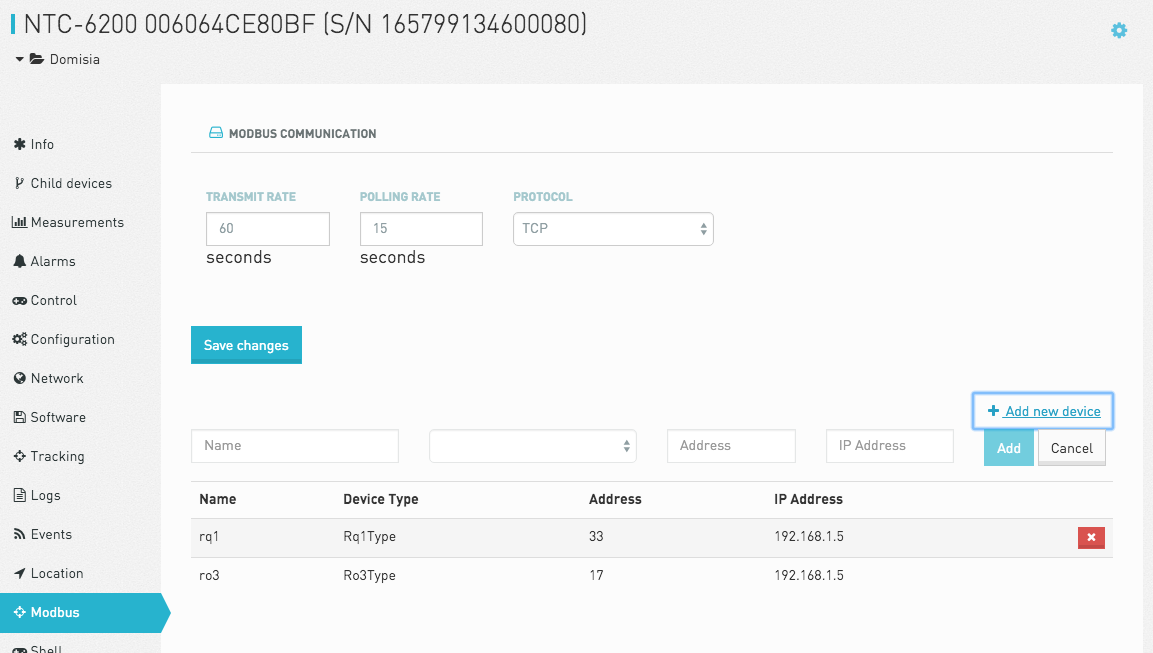 NTC-6200 006064CE80BF (S/N 165799134600080)
Domisia
Info
Child devices
Measurements
Alarms
Control
Configuration
Network
Software
Tracking
Logs
Events
Location
Modbus
Shell
MODBUS COMMUNICATION
TRANSMIT RATE POLLING RATE PROTOCOL
60 15 TCP
seconds seconds
Save changes
Add new device
Name Address IP Address Add Cancel
Name Device Type Address IP Address
rq1 Rq1Type 33 192.168.1.5
ro3 Ro3Type 17 192.168.1.5